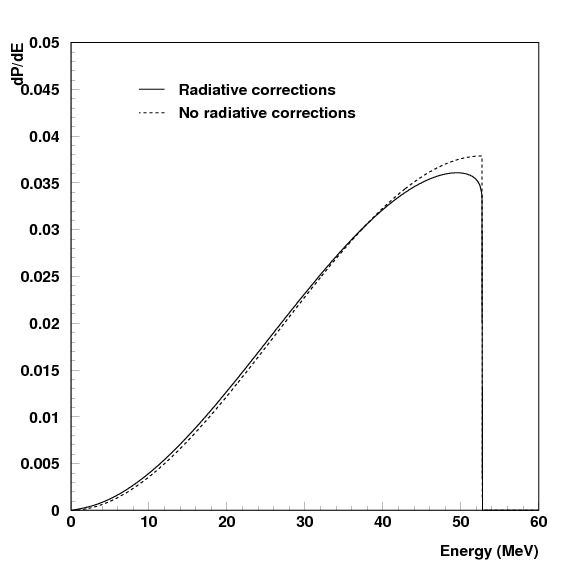 dP/dE
0.05
0.045
0.04
0.035
0.03
0.025
0.02
0.015
0.01
0.005
0
Radiative corrections
No radiative corrections
0 10 20 30 40 50 60
Energy (MeV)